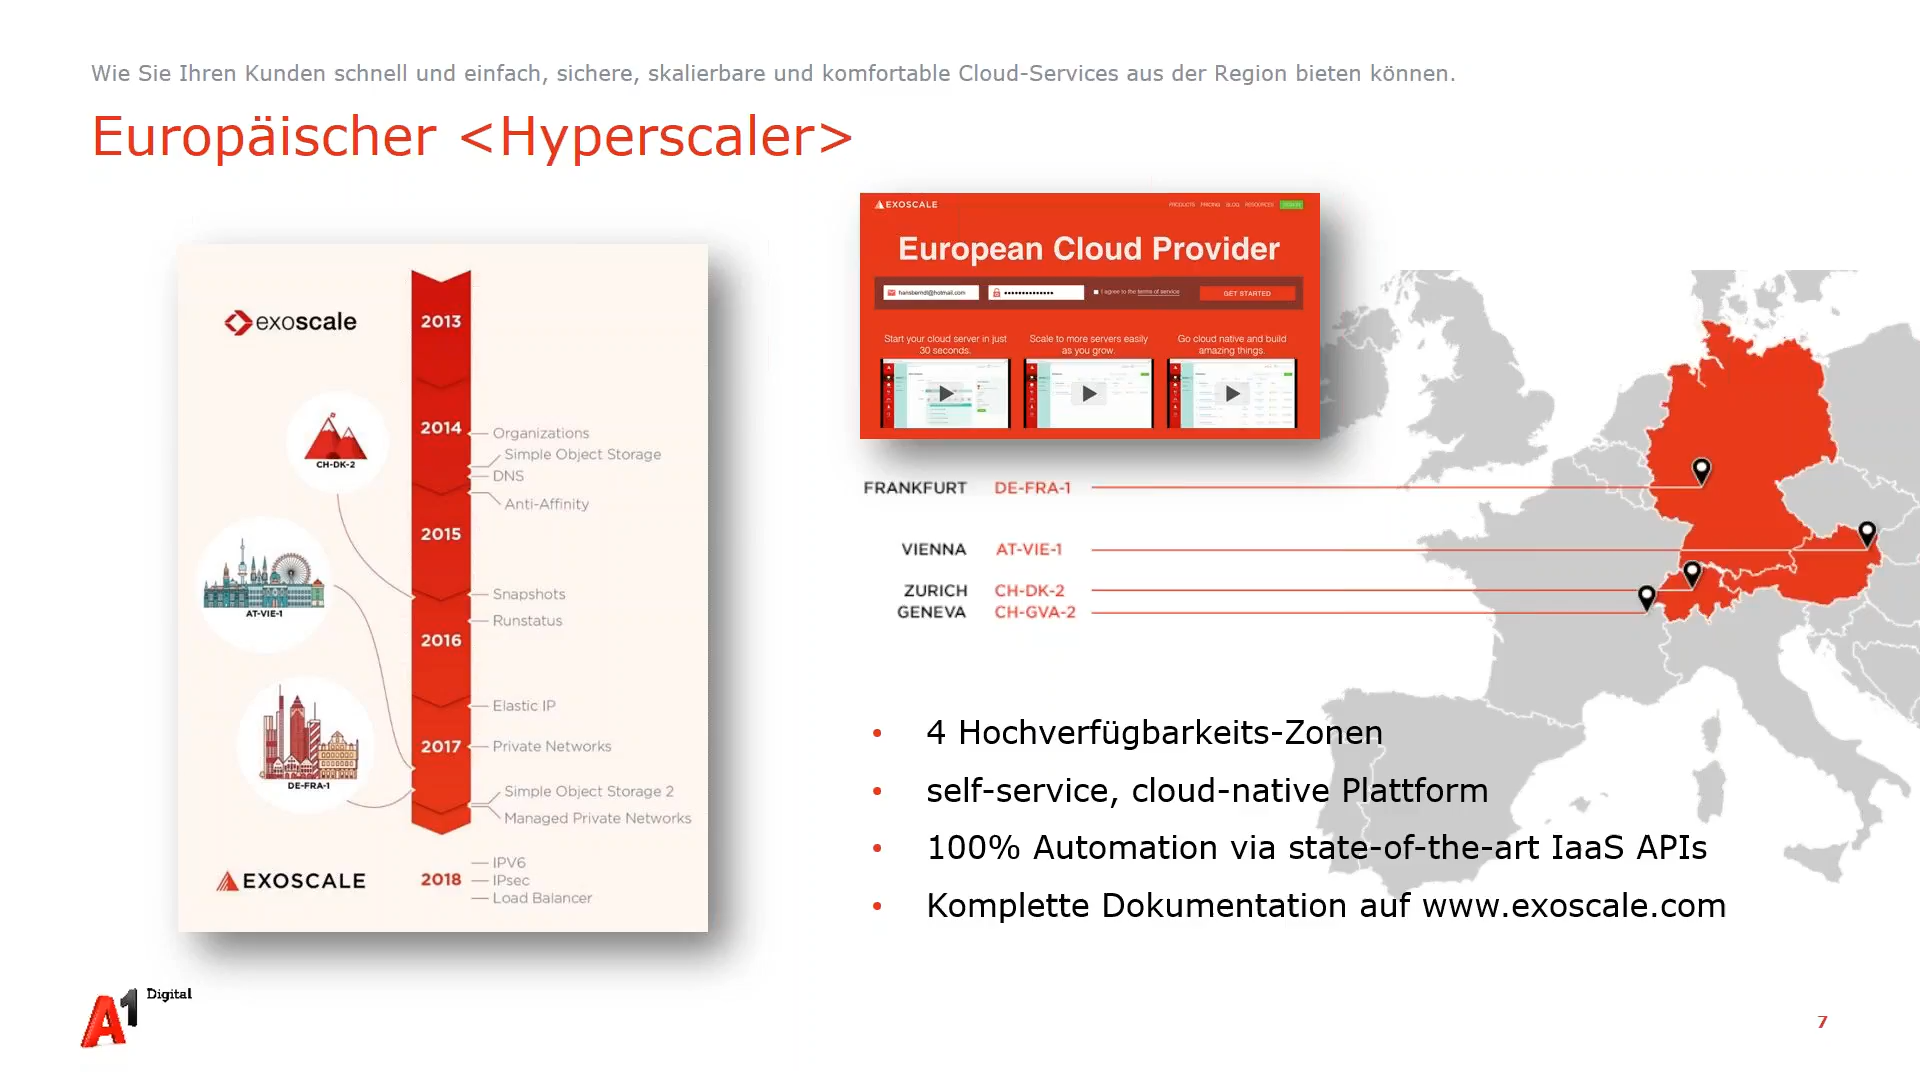 Wie Sie Ihren Kunden schnell und einfach, sichere, skalierbare und komfortable Cloud-Services aus der Region bieten können.
Europäischer <Hyperscaler>
exoscale
2013
CH-DK-2
2014
Organizations
Simple Object Storage
DNS
Anti-Affinity
2015
AT-VIE-1
Snapshots
Runstatus
2016
Elastic IP
2017
Private Networks
DE-FRA-1
Simple Object Storage 2
Managed Private Networks
EXOSCALE
2018
IPV6
IPsec
Load Balancer
EXOSCALE
PRODUCTS PRICING BLOG RESOURCES
European Cloud Provider
I agree to the terms of service
GET STARTED
Start your cloud server in just
30 seconds.
Scale to more servers easily
as you grow.
Go cloud native and build
amazing things.
FRANKFURT DE-FRA-1
VIENNA AT-VIE-1
ZURICH CH-DK-2
GENEVA CH-GVA-2
• 4 Hochverfügbarkeits-Zonen
• self-service, cloud-native Plattform
• 100% Automation via state-of-the-art IaaS APIs
• Komplette Dokumentation auf www.exoscale.com
A1 Digital
7